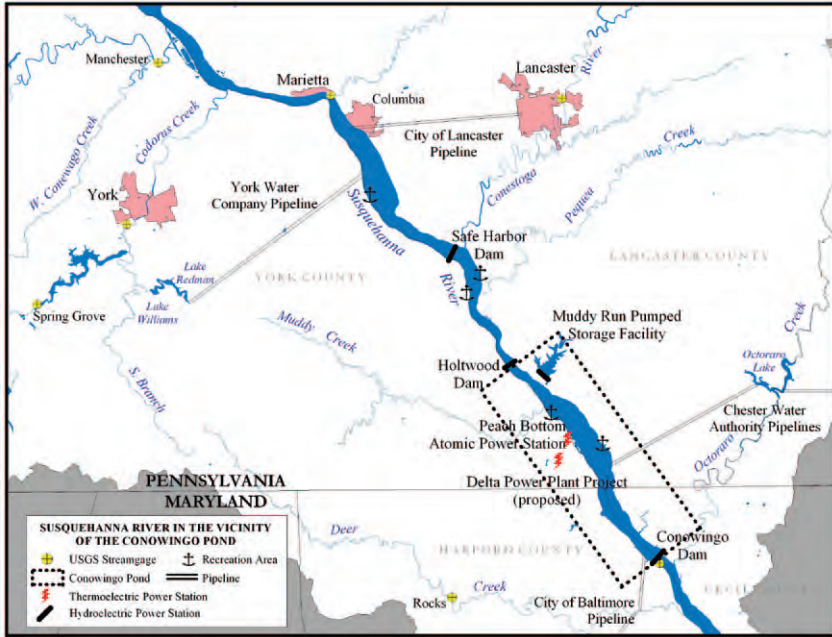 Manchester
Marietta
Lancaster
River
Columbia
Codorus Creek
City of Lancaster
Pipeline
Creek
W. Conewago Creek
Conestoga
Pequea
York
York Water
Company Pipeline
Susquehanna
River
Safe Harbor
Dam
LANCASTER COUNTY
Lake
Redman
YORK COUNTY
Lake
Williams
Spring Grove
Muddy Creek
Muddy Run Pumped
Storage Facility
Creek
Octoraro
Lake
Holtwood
Dam
S. Branch
Chester Water
Authority Pipelines
Peach Bottom
Atomic Power Station
Octoraro
PENNSYLVANIA
MARYLAND
Delta Power Plant Project
(proposed)
SUSQUEHANNA RIVER IN THE VICINITY
OF THE CONOWINGO POND
USGS Streamgage
Recreation Area
Conowingo Pond
Pipeline
Thermoelectric Power Station
Hydroelectric Power Station
Deer
Creek
HARFORD COUNTY
Conowingo
Dam
Rocks
City of Baltimore
Pipeline